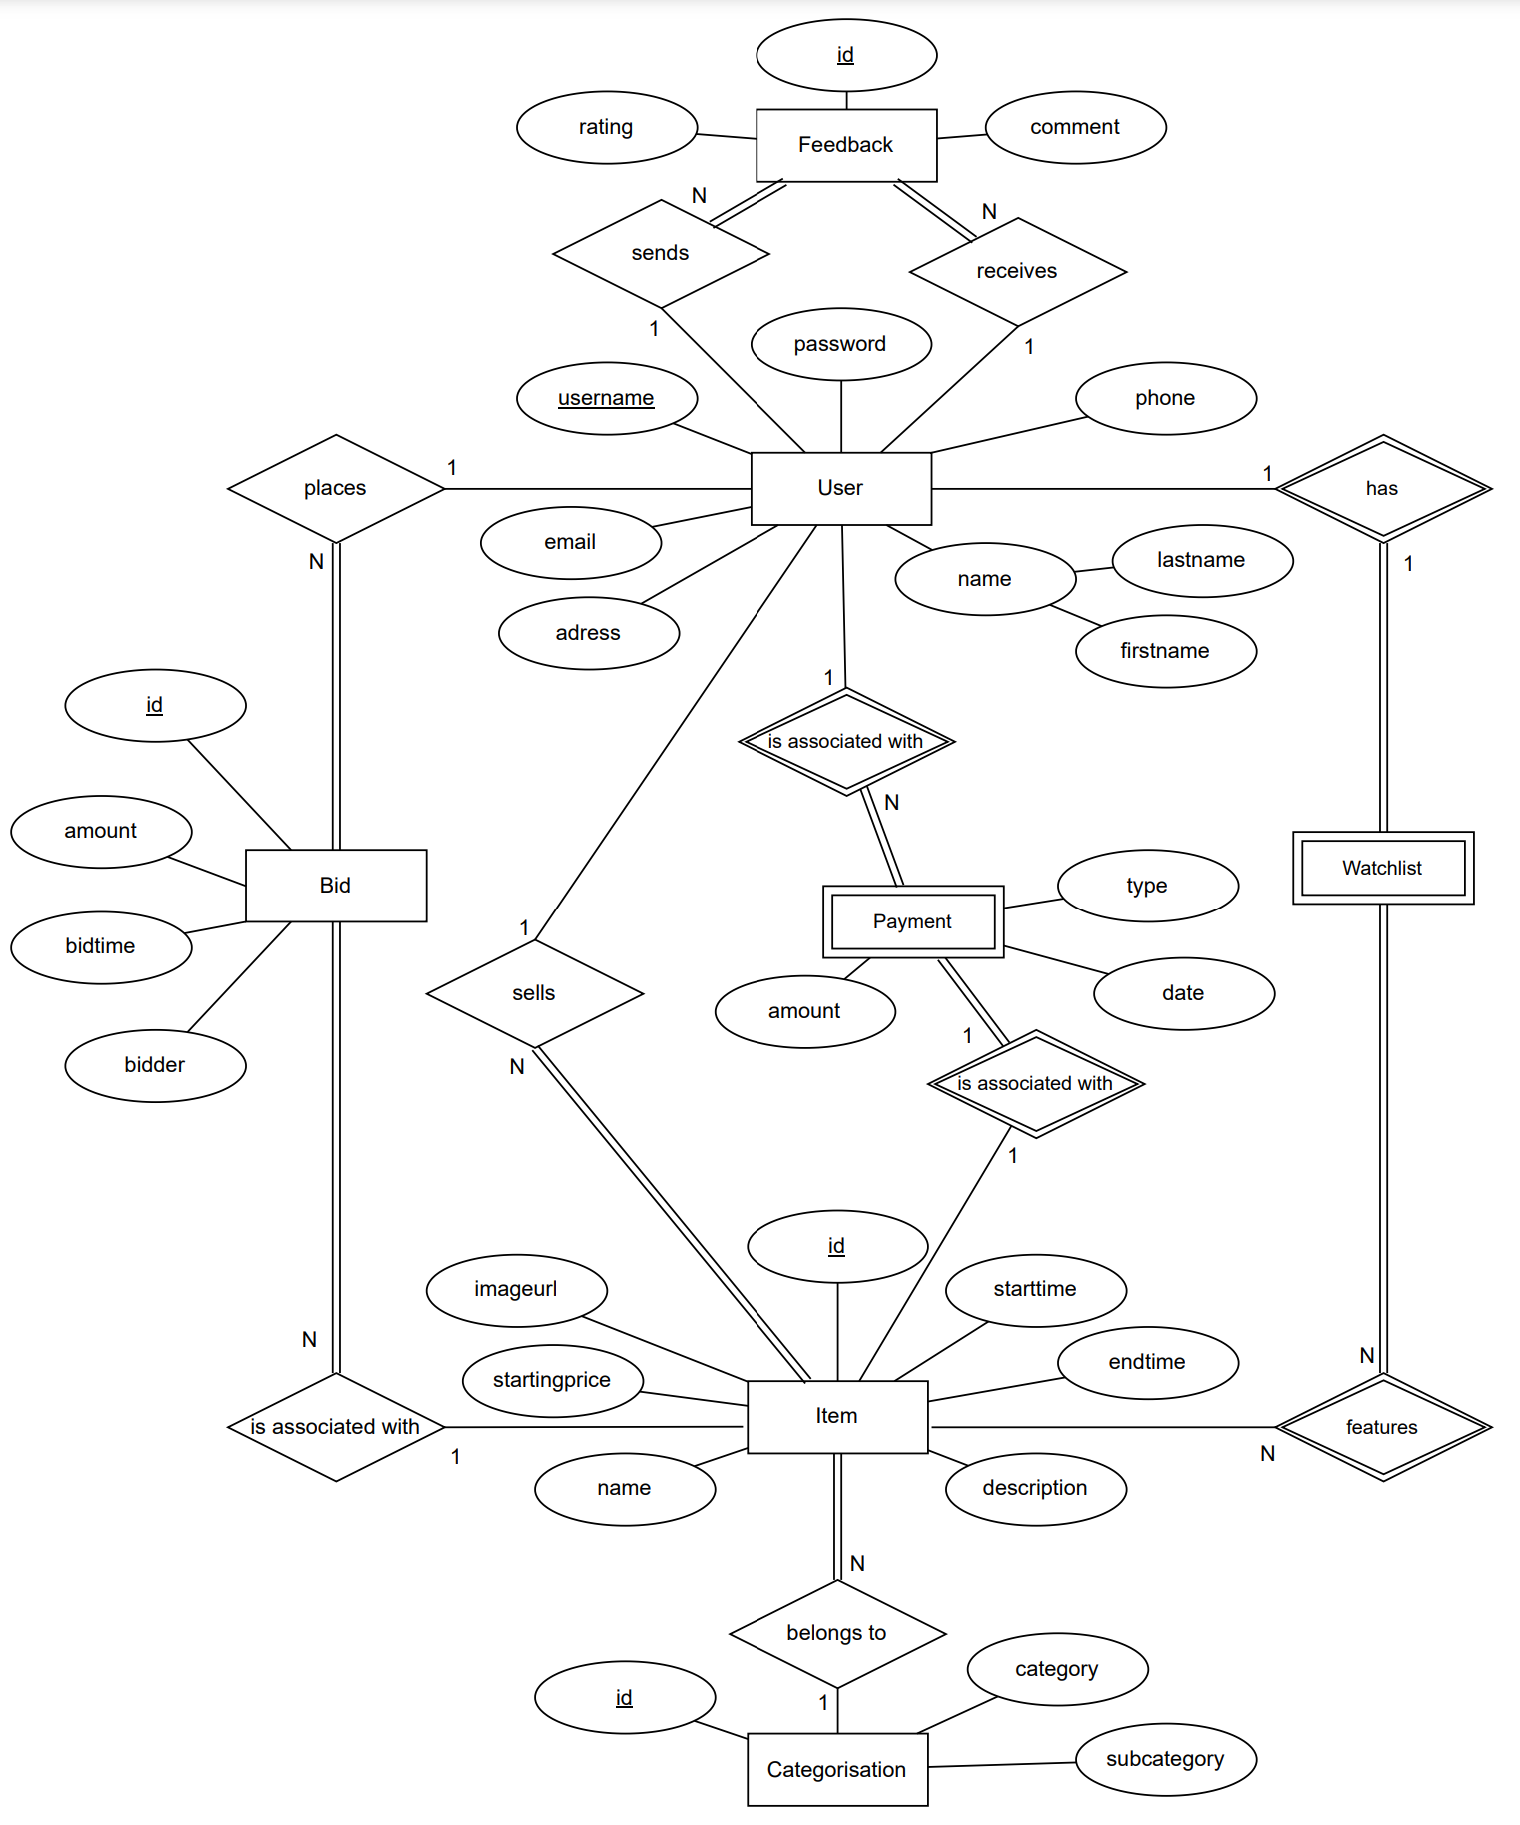 id
rating
Feedback
comment
N
N
sends
receives
1
1
password
username
phone
places
1
User
1
has
N
email
name
lastname
1
adress
firstname
id
1
is associated with
N
amount
Bid
Watchlist
type
Payment
1
bidtime
sells
date
amount
1
N
bidder
is associated with
1
id
imageurl
starttime
N
startingprice
endtime
N
Item
is associated with
1
features
N
name
description
N
belongs to
id
1
category
Categorisation
subcategory